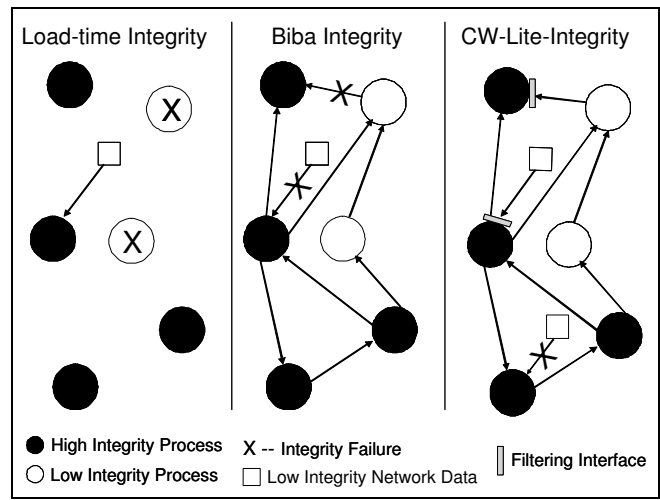 Load-time Integrity
Biba Integrity
CW-Lite-Integrity
X
X
X
X
X
High Integrity Process
X -- Integrity Failure
Filtering Interface
Low Integrity Process
Low Integrity Network Data